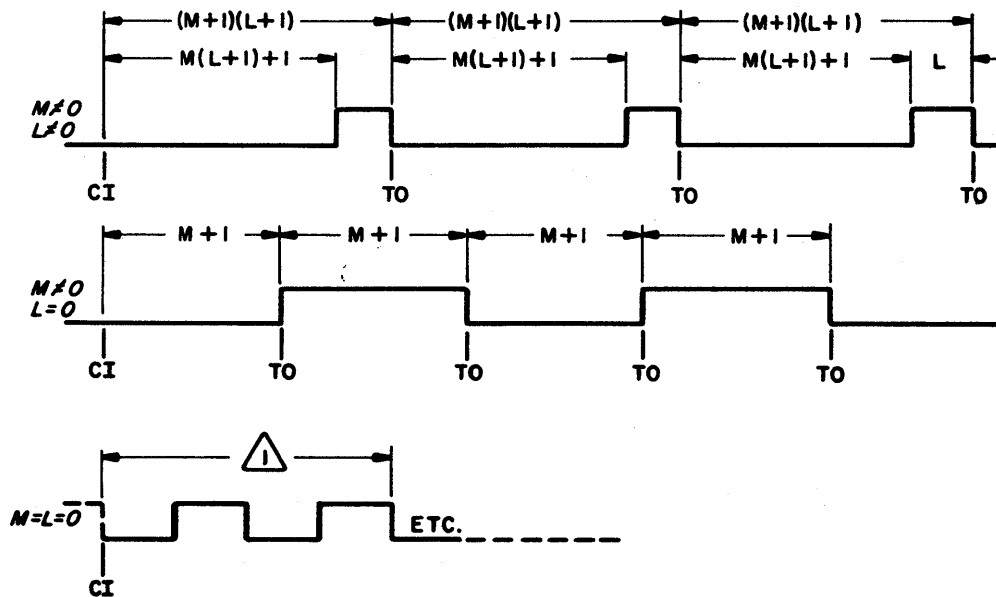 (M+1)(L+1) (M+1)(L+1) (M+1)(L+1)
M(L+1)+1 M(L+1)+1 M(L+1)+1 L
M≠0
L≠0
CI TO TO TO
M+1 M+1 M+1 M+1
M≠0
L=0
CI TO TO TO TO
1
M=L=0 ETC.
CI